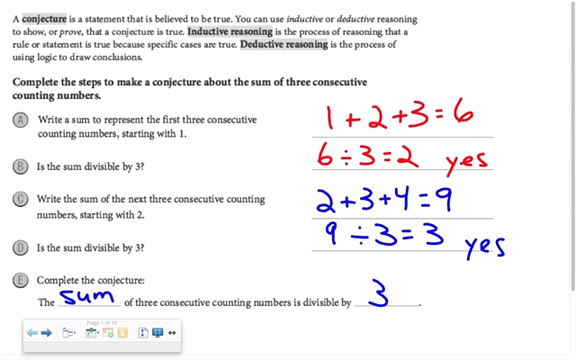 A conjecture is a statement that is believed to be true. You can use inductive or deductive reasoning
to show, or prove, that a conjecture is true. Inductive reasoning is the process of reasoning that a
rule or statement is true because specific cases are true. Deductive reasoning is the process of
using logic to draw conclusions.
Complete the steps to make a conjecture about the sum of three consecutive
counting numbers.
A Write a sum to represent the first three consecutive
counting numbers, starting with 1.
1+2+3=6
B Is the sum divisible by 3?
6÷3=2 yes
C Write the sum of the next three consecutive counting
numbers, starting with 2.
2+3+4=9
D Is the sum divisible by 3?
9÷3=3 yes
E Complete the conjecture:
The sum of three consecutive counting numbers is divisible by 3.
Page 1 of 10